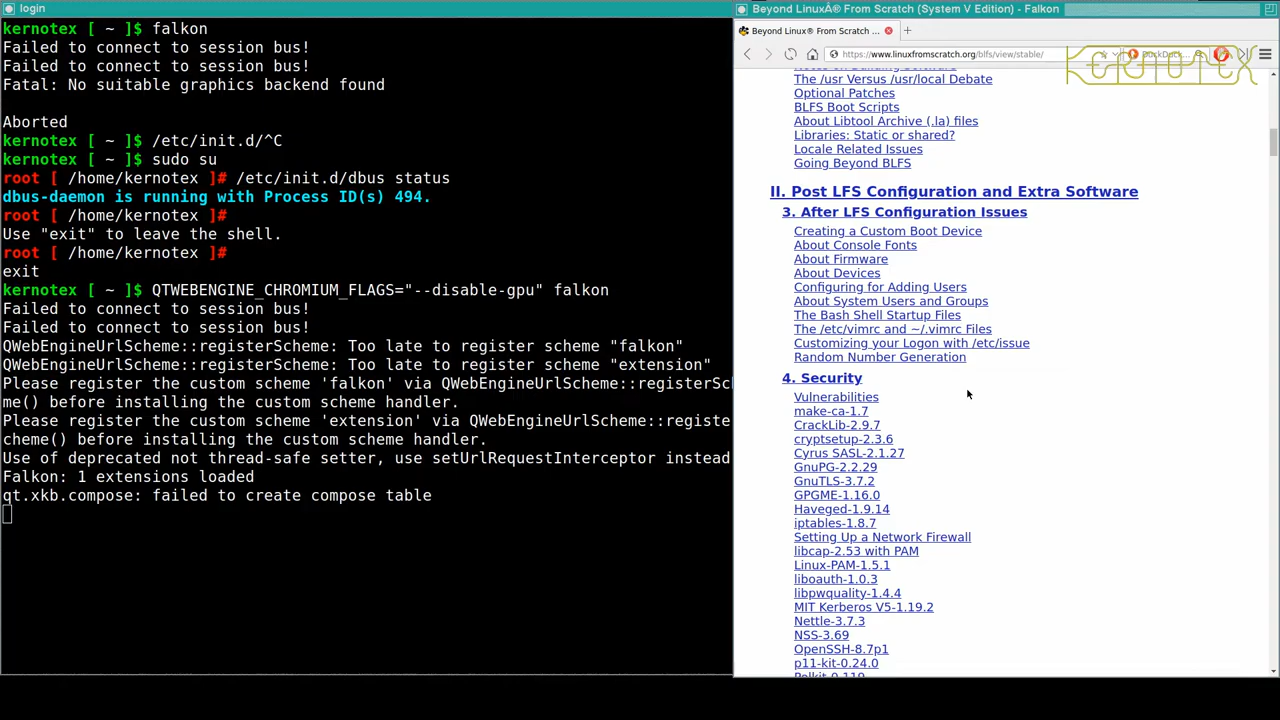 login
kernotex [ ~ ]$ falkon
Failed to connect to session bus!
Failed to connect to session bus!
Fatal: No suitable graphics backend found
Aborted
kernotex [ ~ ]$ /etc/init.d/^C
kernotex [ ~ ]$ sudo su
root [ /home/kernotex ]# /etc/init.d/dbus status
dbus-daemon is running with Process ID(s) 494.
root [ /home/kernotex ]#
Use "exit" to leave the shell.
root [ /home/kernotex ]#
exit
kernotex [ ~ ]$ QTWEBENGINE_CHROMIUM_FLAGS="--disable-gpu" falkon
Failed to connect to session bus!
Failed to connect to session bus!
QWebEngineUrlScheme::registerScheme: Too late to register scheme "falkon"
QWebEngineUrlScheme::registerScheme: Too late to register scheme "extension"
Please register the custom scheme 'falkon' via QWebEngineUrlScheme::registerSc
me() before installing the custom scheme handler.
Please register the custom scheme 'extension' via QWebEngineUrlScheme::registe
cheme() before installing the custom scheme handler.
Use of deprecated not thread-safe setter, use setUrlRequestInterceptor instead
Falkon: 1 extensions loaded
qt.xkb.compose: failed to create compose table
Beyond LinuxÂ® From Scratch (System V Edition) - Falkon
Beyond Linux® From Scratch ...
https://www.linuxfromscratch.org/blfs/view/stable/
DuckDuck...
KERNOTEX
The /usr Versus /usr/local Debate
Optional Patches
BLFS Boot Scripts
About Libtool Archive (.la) files
Libraries: Static or shared?
Locale Related Issues
Going Beyond BLFS
II. Post LFS Configuration and Extra Software
3. After LFS Configuration Issues
Creating a Custom Boot Device
About Console Fonts
About Firmware
About Devices
Configuring for Adding Users
About System Users and Groups
The Bash Shell Startup Files
The /etc/vimrc and ~/.vimrc Files
Customizing your Logon with /etc/issue
Random Number Generation
4. Security
Vulnerabilities
make-ca-1.7
CrackLib-2.9.7
cryptsetup-2.3.6
Cyrus SASL-2.1.27
GnuPG-2.2.29
GnuTLS-3.7.2
GPGME-1.16.0
Haveged-1.9.14
iptables-1.8.7
Setting Up a Network Firewall
libcap-2.53 with PAM
Linux-PAM-1.5.1
liboauth-1.0.3
libpwquality-1.4.4
MIT Kerberos V5-1.19.2
Nettle-3.7.3
NSS-3.69
OpenSSH-8.7p1
p11-kit-0.24.0
Polkit-0.119